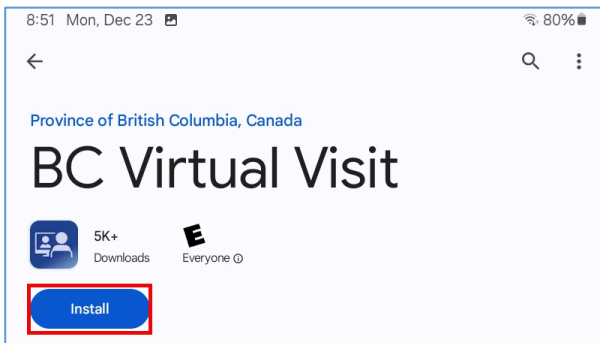 8:51 Mon, Dec 23 80%
Province of British Columbia, Canada
BC Virtual Visit
5K+
Downloads
E
Everyone
Install